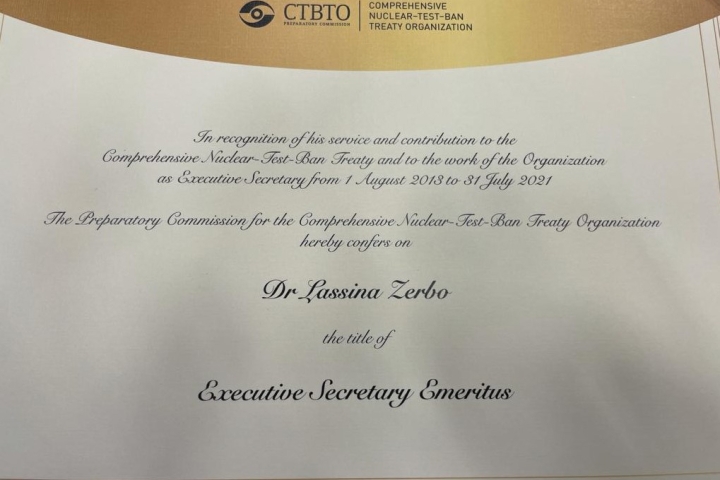 CTBTO
PREPARATORY COMMISSION
COMPREHENSIVE
NUCLEAR-TEST-BAN
TREATY ORGANIZATION
In recognition of his service and contribution to the
Comprehensive Nuclear-Test-Ban Treaty and to the work of the Organization
as Executive Secretary from 1 August 2013 to 31 July 2021
The Preparatory Commission for the Comprehensive Nuclear-Test-Ban Treaty Organization
hereby confers on
Dr Lassina Zerbo
the title of
Executive Secretary Emeritus